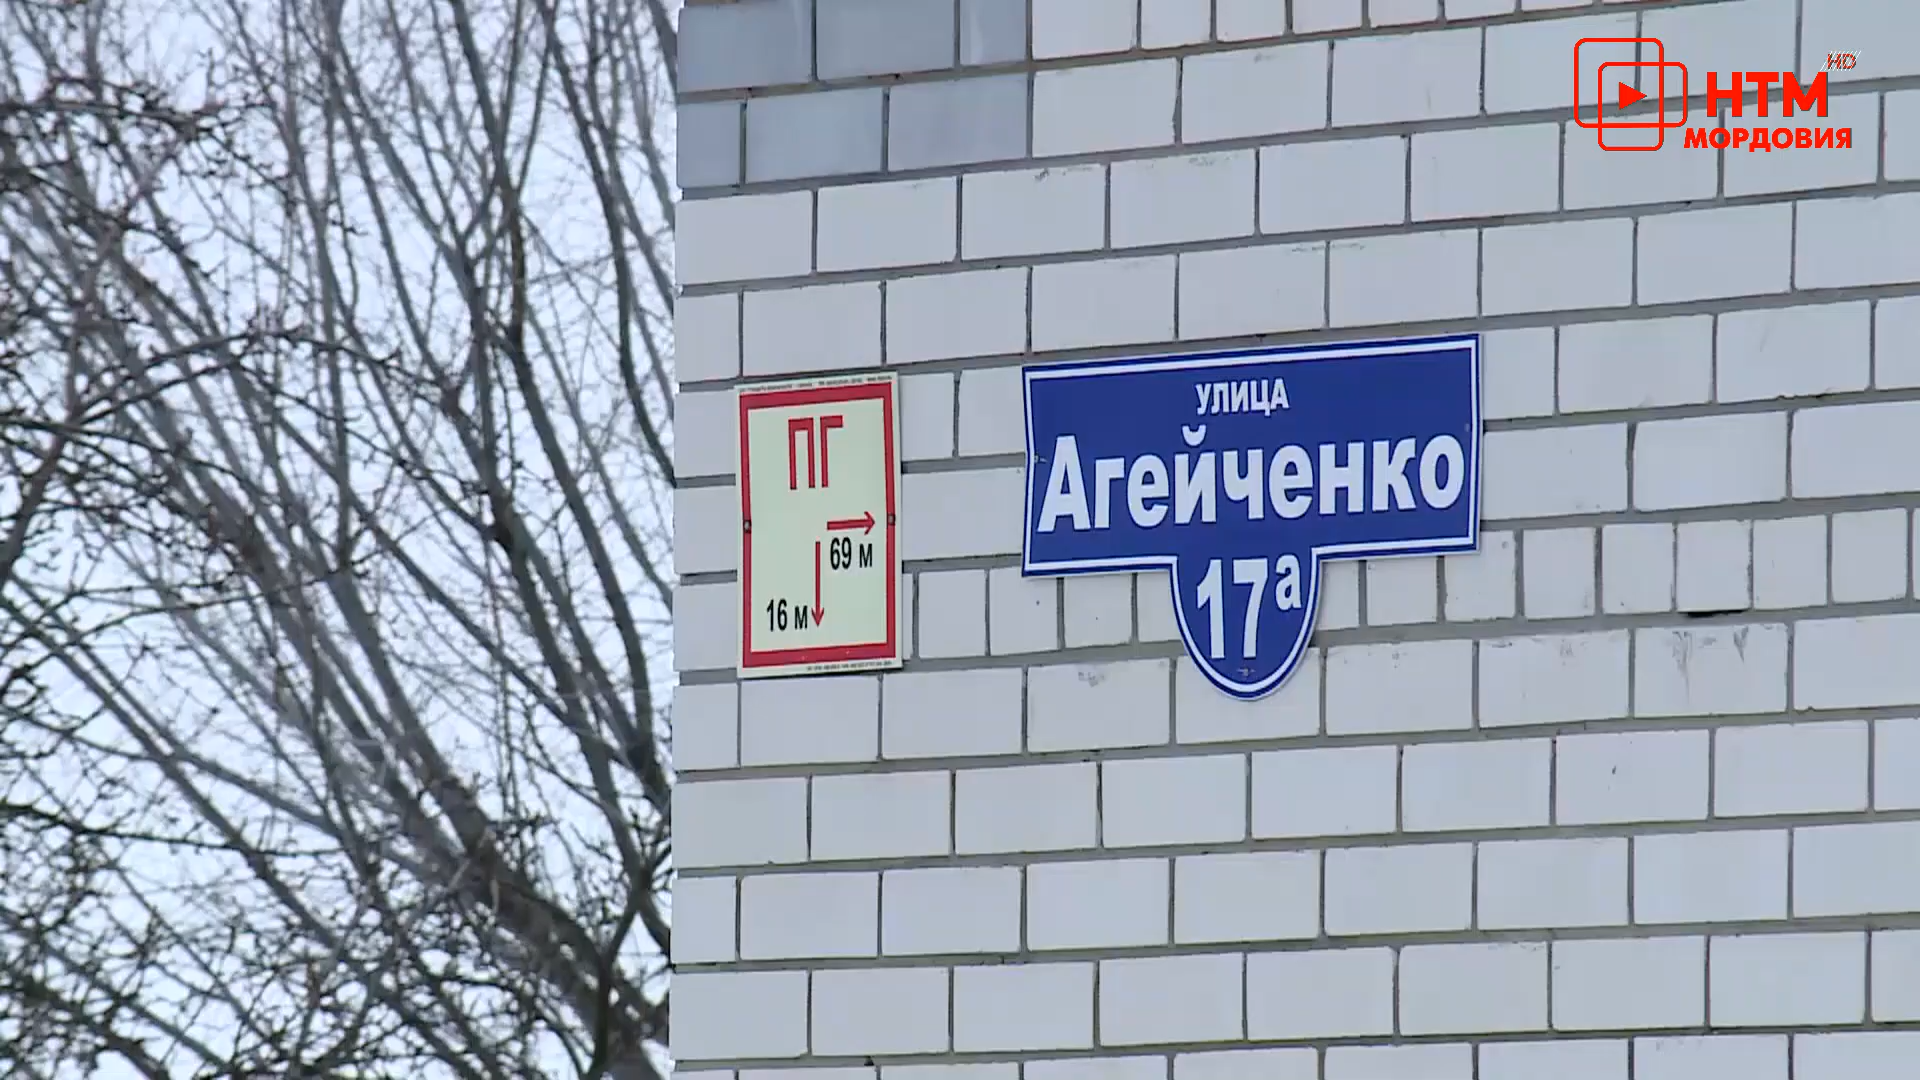 HD
НТМ
МОРДОВИЯ
УЛИЦА
Агейченко
17а
ПГ
69 м
16 м